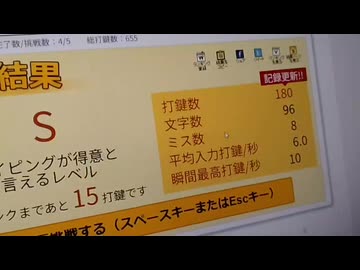 完了数/挑戦数：4/5 総打鍵数：655
結果
記録更新!!
S
イピングが得意と
言えるレベル
ンクまであと 15 打鍵です
打鍵数 180
文字数 96
ミス数 8
平均入力打鍵/秒 6.0
瞬間最高打鍵/秒 10
挑戦する（スペースキーまたはEscキー）